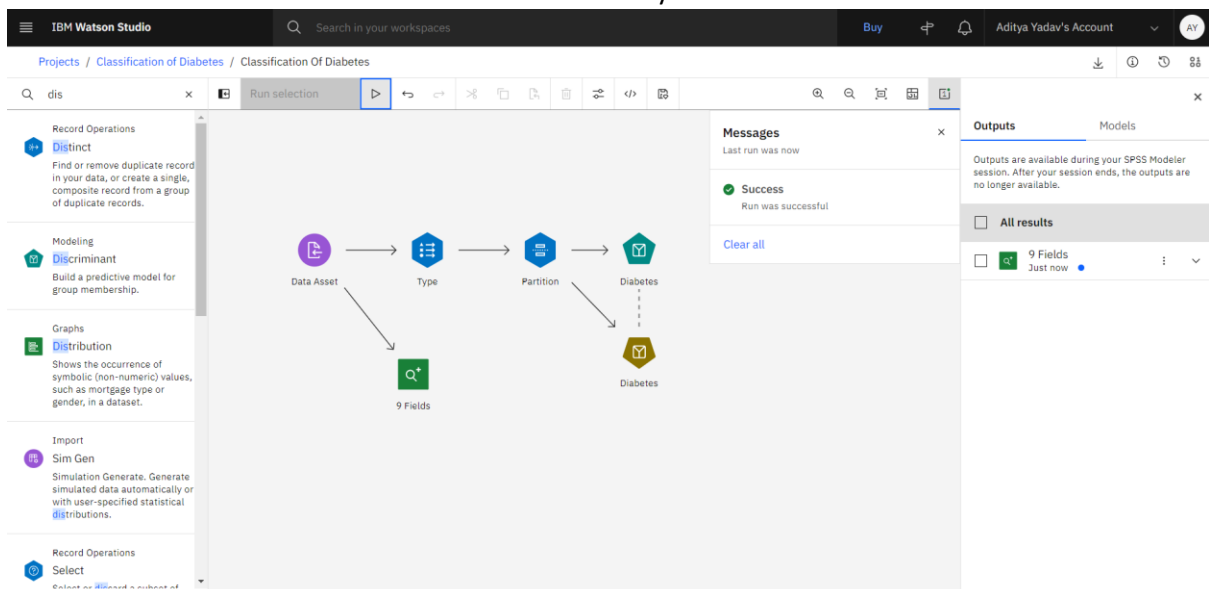 IBM Watson Studio
Search in your workspaces
Buy
Aditya Yadav's Account
AY
Projects / Classification of Diabetes / Classification Of Diabetes
dis
Run selection
Record Operations
Distinct
Find or remove duplicate record
in your data, or create a single,
composite record from a group
of duplicate records.
Modeling
Discriminant
Build a predictive model for
group membership.
Graphs
Distribution
Shows the occurrence of
symbolic (non-numeric) values,
such as mortgage type or
gender, in a dataset.
Import
Sim Gen
Simulation Generate. Generate
simulated data automatically or
with user-specified statistical
distributions.
Record Operations
Select
Select or discard a subset of
Data Asset
Type
Partition
Diabetes
9 Fields
Diabetes
Messages
Last run was now
Success
Run was successful
Clear all
Outputs
Models
Outputs are available during your SPSS Modeler
session. After your session ends, the outputs are
no longer available.
All results
9 Fields
Just now